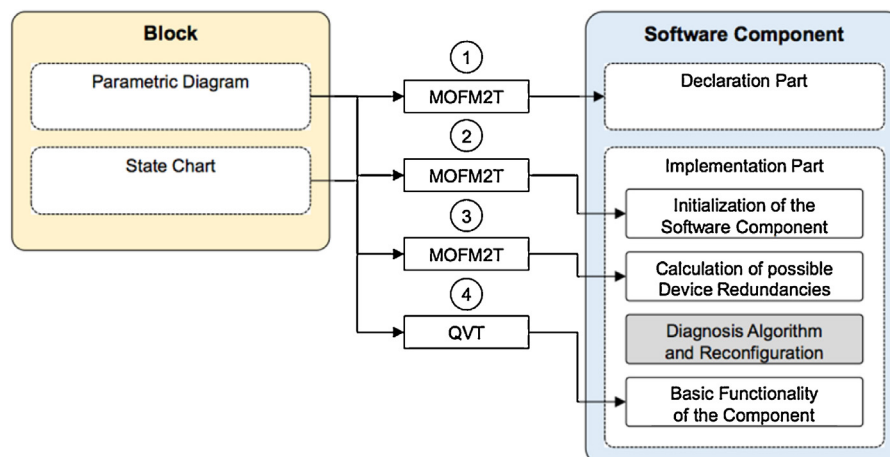 Block
Parametric Diagram
State Chart
1
MOFM2T
2
MOFM2T
3
MOFM2T
4
QVT
Software Component
Declaration Part
Implementation Part
Initialization of the
Software Component
Calculation of possible
Device Redundancies
Diagnosis Algorithm
and Reconfiguration
Basic Functionality
of the Component